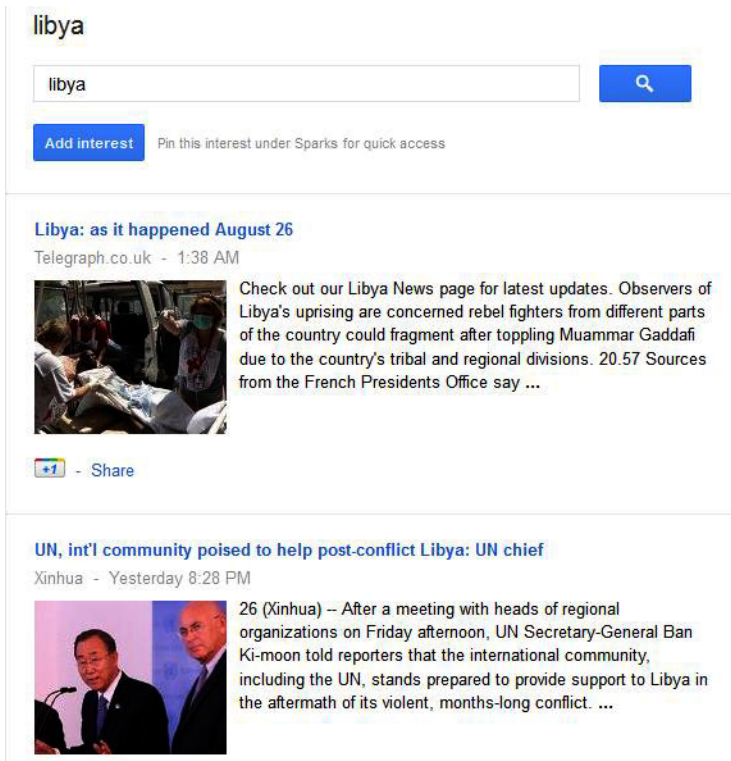 libya
libya
Add interest Pin this interest under Sparks for quick access
Libya: as it happened August 26
Telegraph.co.uk - 1:38 AM
Check out our Libya News page for latest updates. Observers of
Libya's uprising are concerned rebel fighters from different parts
of the country could fragment after toppling Muammar Gaddafi
due to the country's tribal and regional divisions. 20.57 Sources
from the French Presidents Office say ...
+1 - Share
UN, int'l community poised to help post-conflict Libya: UN chief
Xinhua - Yesterday 8:28 PM
26 (Xinhua) -- After a meeting with heads of regional
organizations on Friday afternoon, UN Secretary-General Ban
Ki-moon told reporters that the international community,
including the UN, stands prepared to provide support to Libya in
the aftermath of its violent, months-long conflict. ...